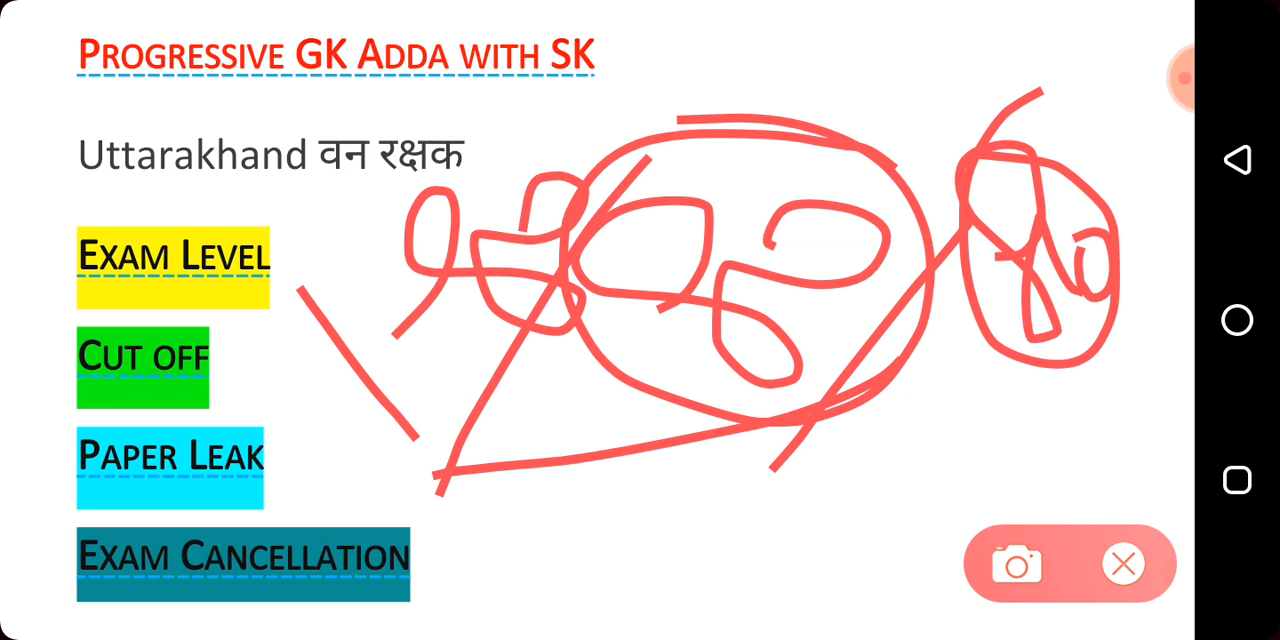 PROGRESSIVE GK ADDA WITH SK
Uttarakhand वन रक्षक
EXAM LEVEL
CUT OFF
PAPER LEAK
EXAM CANCELLATION